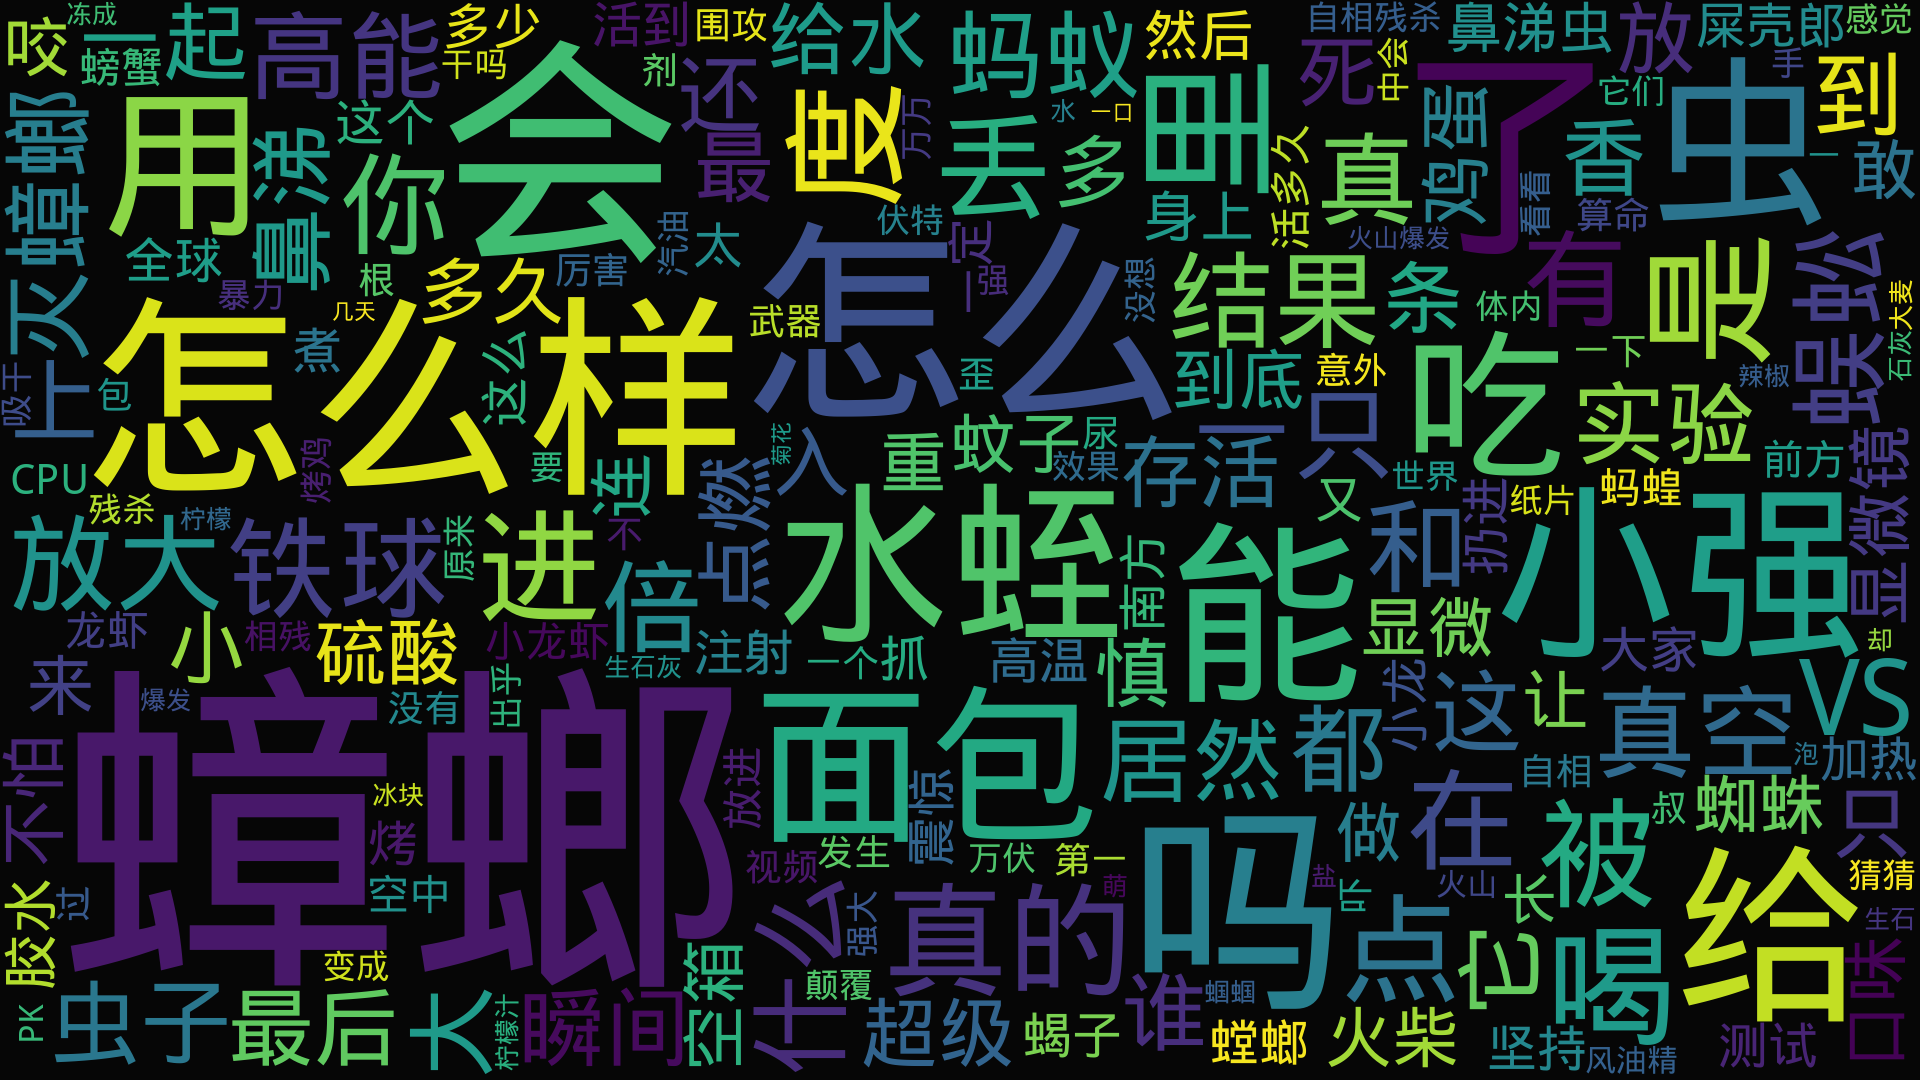 咬 冻成 螃蟹 一起 高能 多少 干吗 活到 围攻 给水 蚂蚁 然后 自相残杀 鼻涕虫 放 屎壳郎 感觉
蟑螂 用 这个 会 剂 还 最 度 万万 丢 水 一口 多 里 死 中会 了 虫 手 它们 到
灭 全球 鼻涕 你 暴力 根 多久 厉害 汽油 太 伏特 一定 一强 没想 身上 活多久 真 鸡蛋 看看 算命 香 一 敢
火山爆发 有 是 蜈蚣 结果 条 体内 大麦 石灰
上 吸干 包 煮 几天 这么 怎么样 怎么 武器 歪 到底 意外 吃 一下 辣椒 实验
CPU 残杀 柠檬 烤鸡 要 连 点燃 入 菊花 重 蚊子 尿 效果 存活 只 又 世界 扔进 纸片 蚂蝗 前方 显微镜
放大 铁球 原来 进 不 倍 水蛭 南方 能 和 小强
龙虾 小 相残 硫酸 小龙虾 生石灰 注射 一个 抓 高温 慎 显微 大家 却
来 爆发 没有 出乎 面包 居然 都 小龙 这 让 真空 VS
不怕 蟑螂 冰块 烤 放进 震惊 吗 做 在 自相 泡 加热
空中 视频 发生 万伏 第一 萌 盐 叔 蜘蛛 只
胶水 过 变成 空箱 什么 强大 真的 吓 火山 点 长 它 被 喝 给 猜猜 生石 口味
PK 虫子 最后 大 柠檬汁 瞬间 颠覆 超级 蝎子 谁 蝈蝈 螳螂 火柴 坚持 风油精 测试